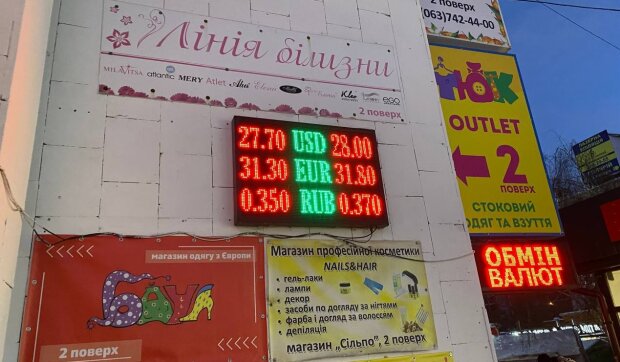 2 поверх
(063)742-44-00
Лінія білизни
MILAVITSA atlantic MERY Atlet
EGO
27.70 USD 28.00
31.30 EUR 31.80
0.350 RUB 0.370
OUTLET
2
ПОВЕРХ
СТОКОВИЙ
ОДЯГ ТА ВЗУТТЯ
ОБМІН
ВАЛЮТ
магазин одягу з Європи
2 поверх
Магазин професійної косметики
NAILS&HAIR
• гель-лаки
• лампи
• декор
• засоби по догляду за нігтями
• фарба і догляд за волоссям
• депіляція
магазин „Сільпо", 2 поверх